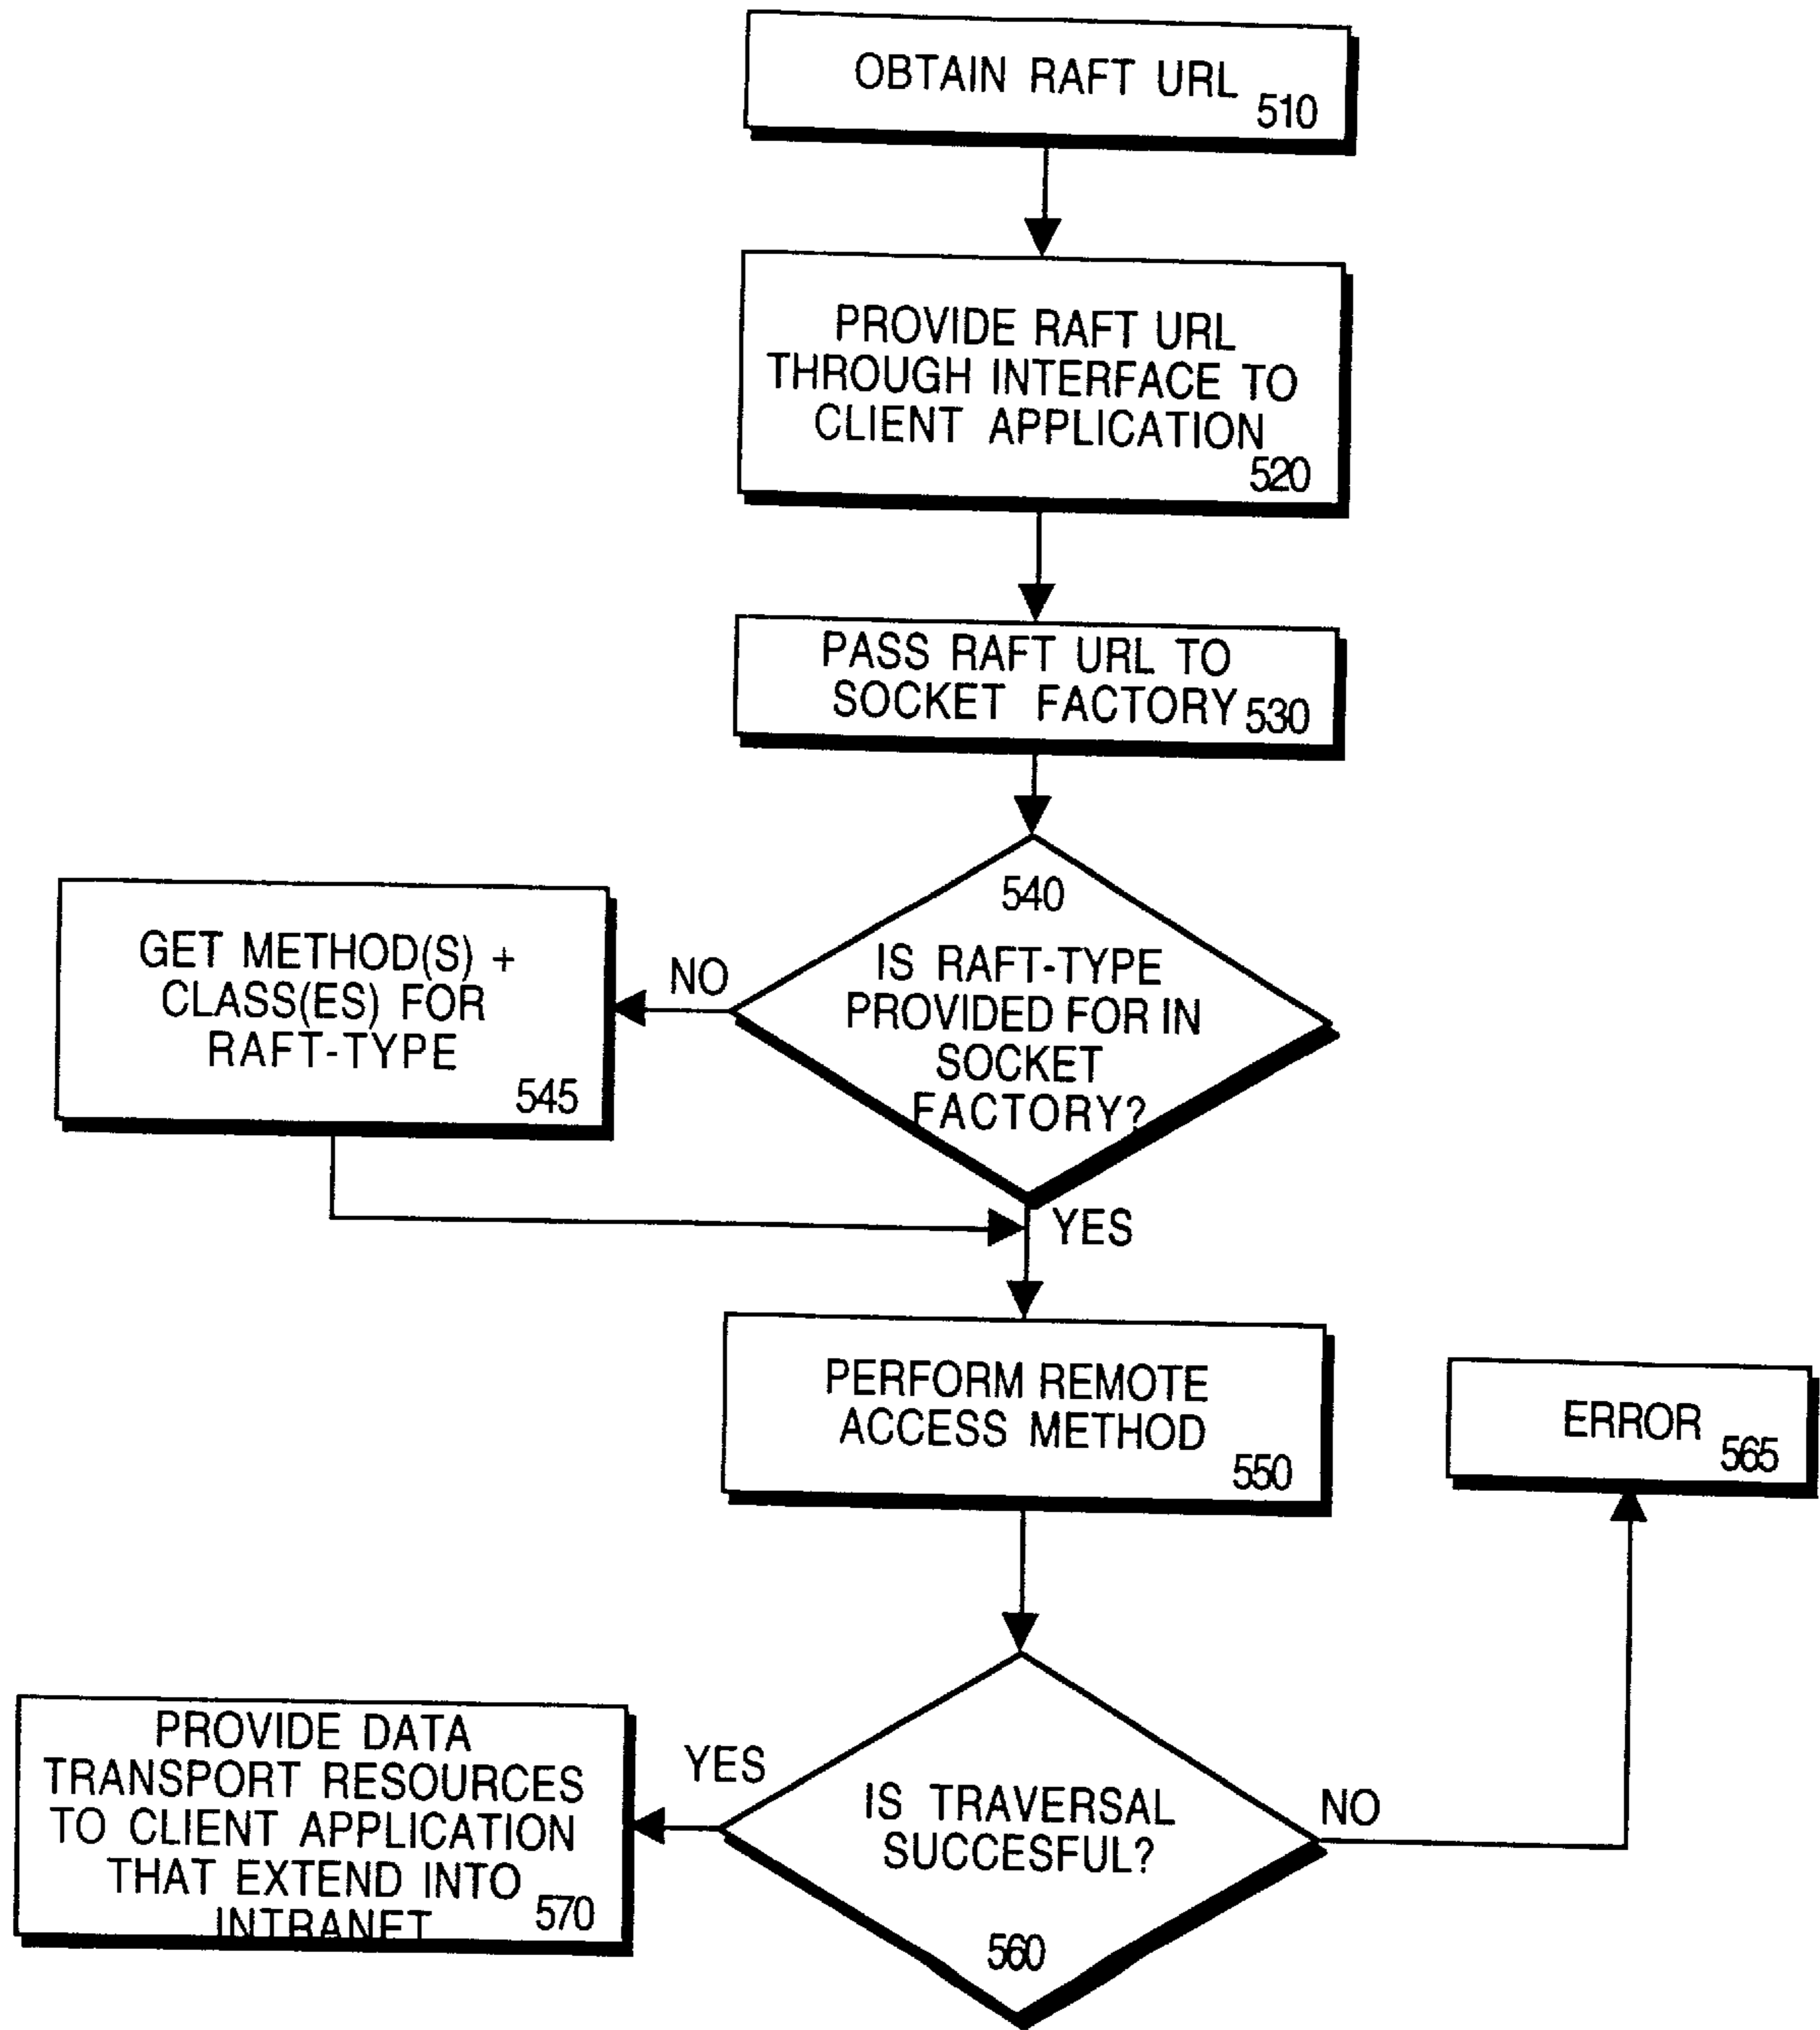 OBTAIN RAFT URL
510
PROVIDE RAFT URL
THROUGH INTERFACE TO
CLIENT APPLICATION
520
PASS RAFT URL TO
SOCKET FACTORY 530
540
IS RAFT-TYPE
PROVIDED FOR IN
SOCKET
FACTORY?
NO
GET METHOD(S) +
CLASS(ES) FOR
RAFT-TYPE
545
YES
PERFORM REMOTE
ACCESS METHOD
550
ERROR
565
IS TRAVERSAL
SUCCESFUL?
560
YES
NO
PROVIDE DATA
TRANSPORT RESOURCES
TO CLIENT APPLICATION
THAT EXTEND INTO
INTRANET 570